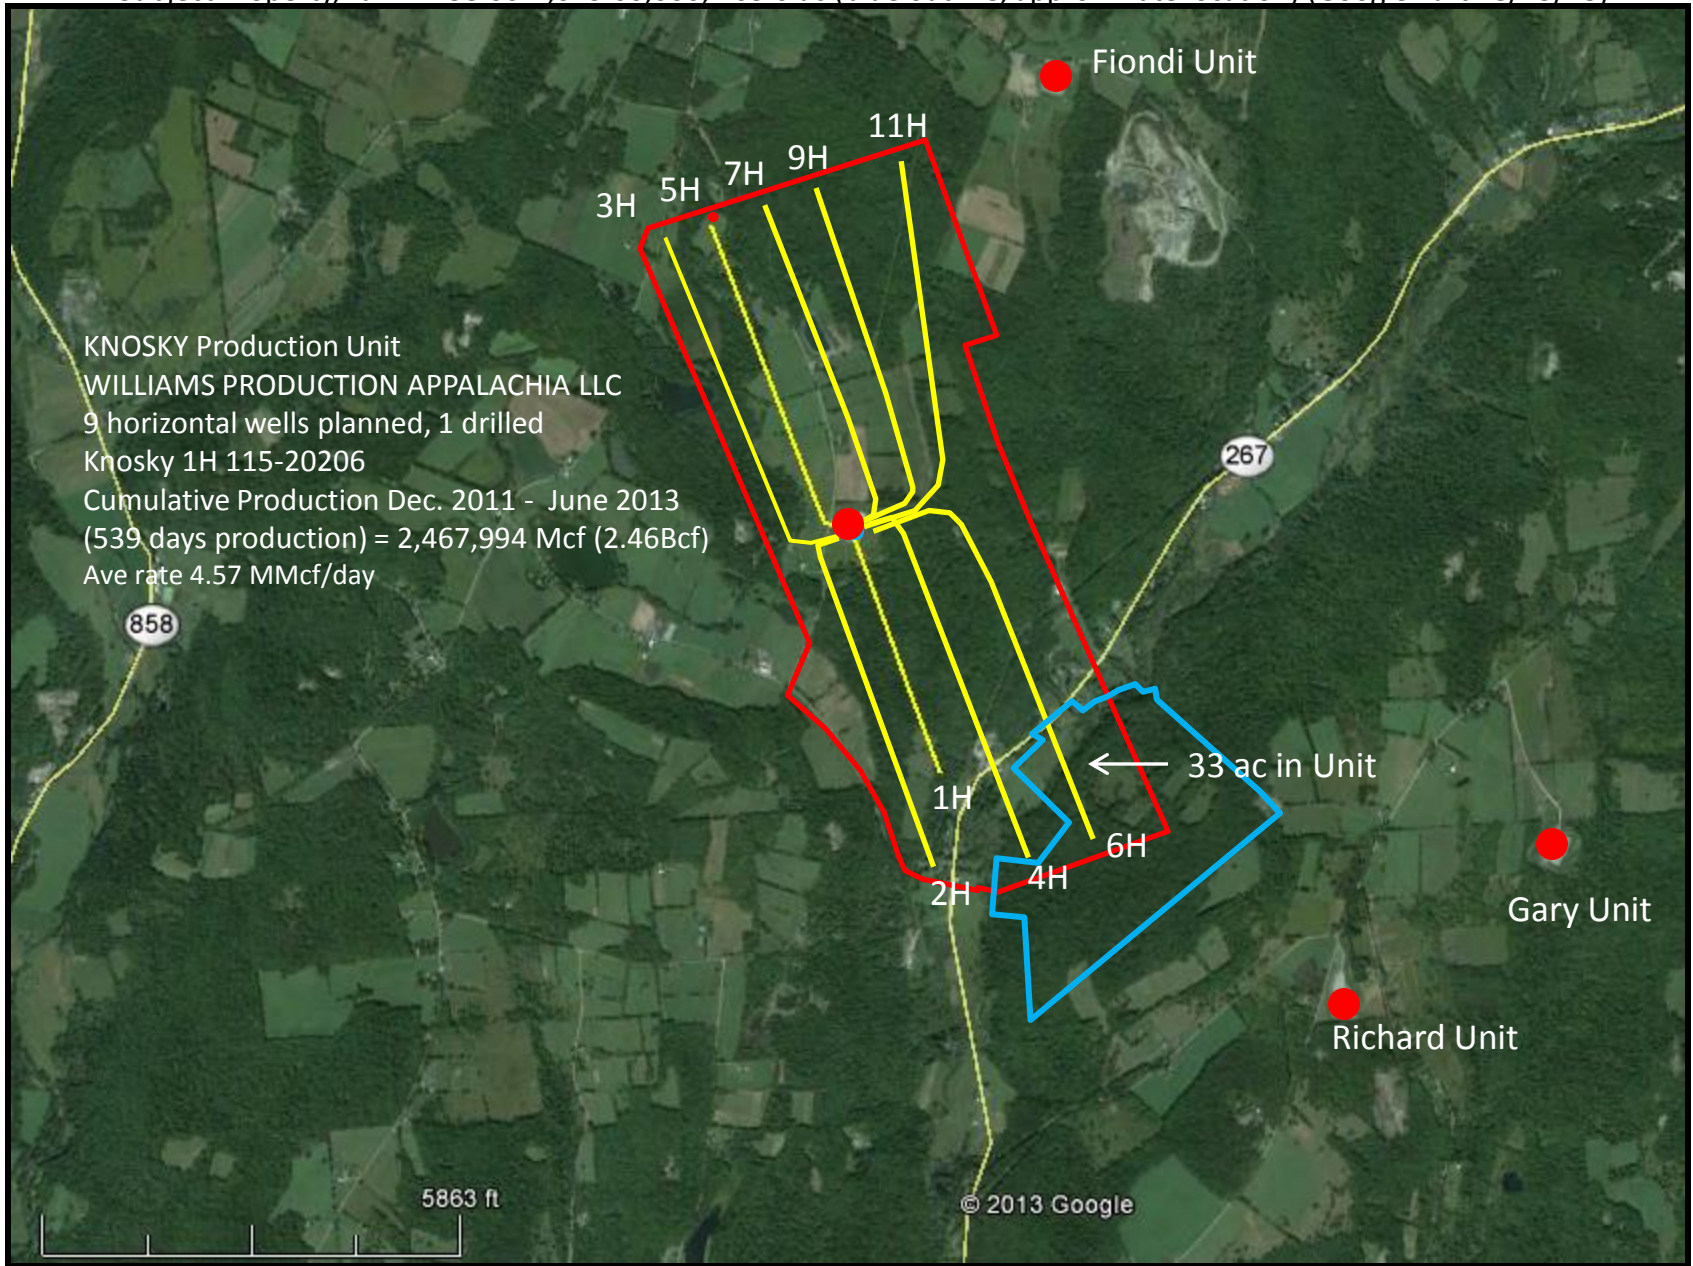 Fiondi Unit
11H
9H
7H
5H
3H
KNOSKY Production Unit
WILLIAMS PRODUCTION APPALACHIA LLC
9 horizontal wells planned, 1 drilled
Knosky 1H 115-20206
Cumulative Production Dec. 2011 - June 2013
(539 days production) = 2,467,994 Mcf (2.46Bcf)
Ave rate 4.57 MMcf/day
267
858
33 ac in Unit
1H
6H
4H
2H
Gary Unit
Richard Unit
5863 ft
© 2013 Google